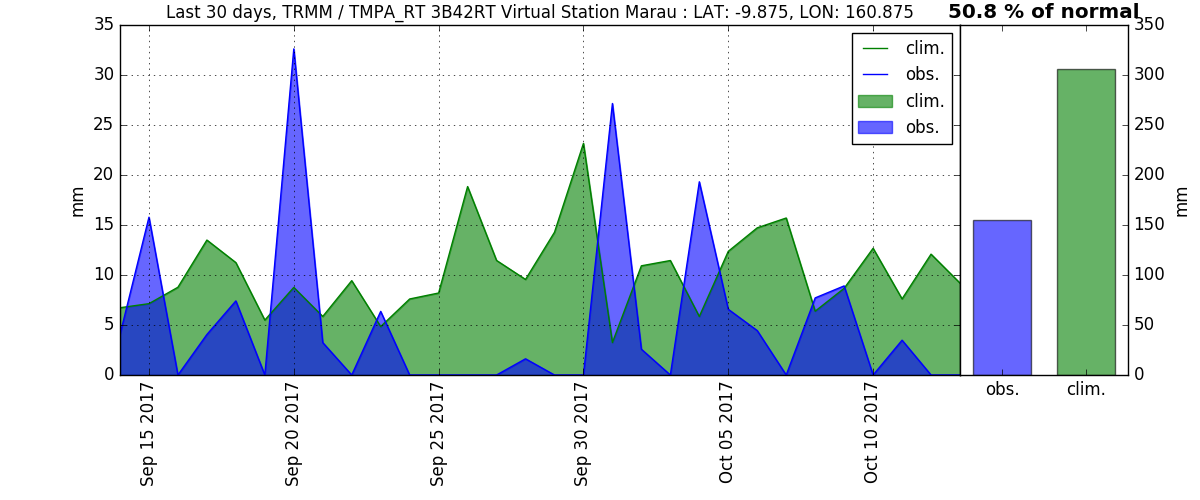 Last 30 days, TRMM / TMPA_RT 3B42RT Virtual Station Marau : LAT: -9.875, LON: 160.875
50.8 % of normal
35
30
25
20
15
10
5
0
mm
clim.
obs.
clim.
obs.
350
300
250
200
150
100
50
0
mm
Sep 15 2017
Sep 20 2017
Sep 25 2017
Sep 30 2017
Oct 05 2017
Oct 10 2017
obs.
clim.